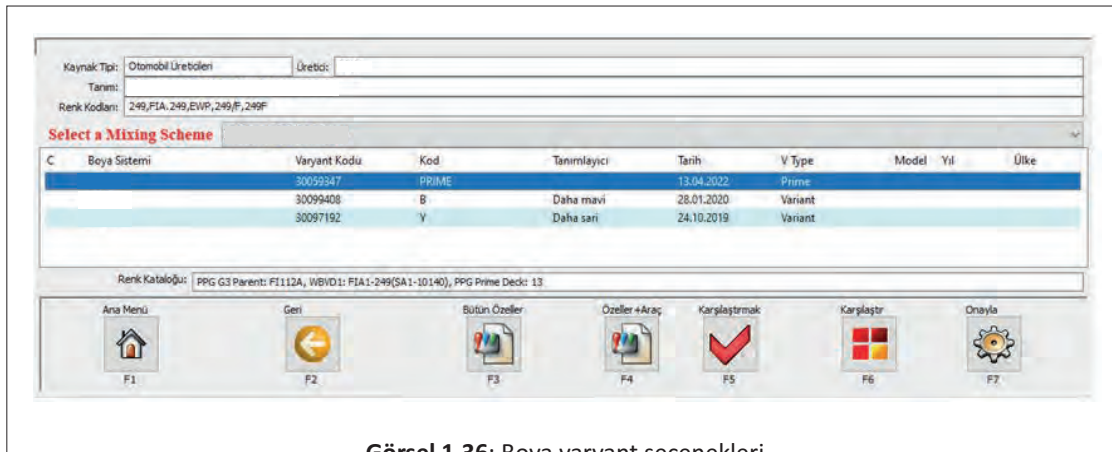 Kaynak Tipi: Otomobil Üreticileri Üretici:
Tanım:
Renk Kodları: 249,FIA.249,EWP,249/F,249F
Select a Mixing Scheme
C Boya Sistemi Varyant Kodu Kod Tanımlayıcı Tarih V Type Model Yıl Ülke
30059347 PRIME 13.04.2022 Prime
30099408 B Daha mavi 28.01.2020 Variant
30097192 Y Daha sari 24.10.2019 Variant
Renk Kataloğu: PPG G3 Parent: FI112A, WBVD1: FIA1-249(SA1-10140), PPG Prime Deck: 13
Ana Menü Geri Bütün Özeller Özeller +Araç Karşılaştırmak Karşılaştır Onayla
F1 F2 F3 F4 F5 F6 F7
Görsel 1.36: Boya varyant seçenekleri